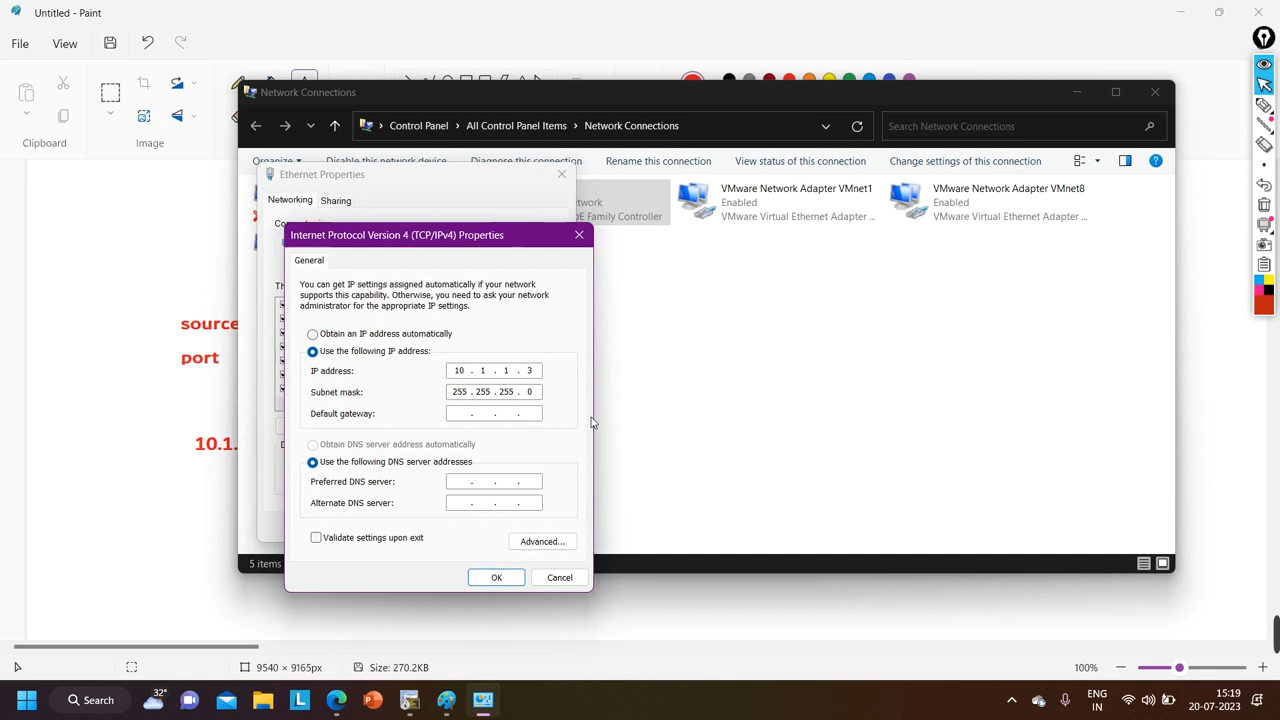 Untitled - Paint
File
View
Clipboard
Image
Network Connections
Control Panel
All Control Panel Items
Network Connections
Search Network Connections
Organize
Disable this network device
Diagnose this connection
Rename this connection
View status of this connection
Change settings of this connection
Ethernet Properties
Networking
Sharing
VMware Network Adapter VMnet1
Enabled
VMware Virtual Ethernet Adapter ...
VMware Network Adapter VMnet8
Enabled
VMware Virtual Ethernet Adapter ...
Family Controller
Internet Protocol Version 4 (TCP/IPv4) Properties
General
You can get IP settings assigned automatically if your network
supports this capability. Otherwise, you need to ask your network
administrator for the appropriate IP settings.
Obtain an IP address automatically
Use the following IP address:
IP address:
10 . 1 . 1 . 3
Subnet mask:
255 . 255 . 255 . 0
Default gateway:
. . .
Obtain DNS server address automatically
Use the following DNS server addresses
Preferred DNS server:
. . .
Alternate DNS server:
. . .
Validate settings upon exit
Advanced...
OK
Cancel
source
port
10.1.
5 items
9540 × 9165px
Size: 270.2KB
100%
Search
32°
ENG
IN
15:19
20-07-2023